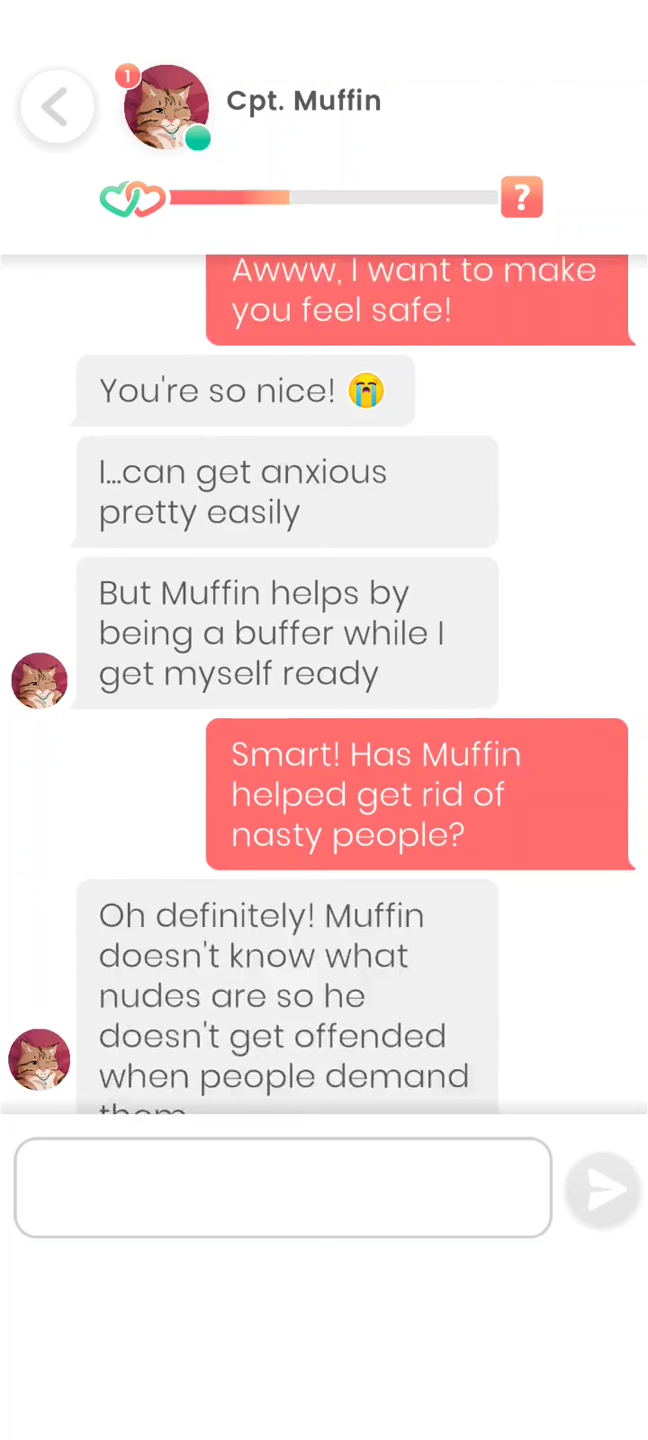 1
Cpt. Muffin
?
Awww, I want to make
you feel safe!
You're so nice! 😭
I...can get anxious
pretty easily
But Muffin helps by
being a buffer while I
get myself ready
Smart! Has Muffin
helped get rid of
nasty people?
Oh definitely! Muffin
doesn't know what
nudes are so he
doesn't get offended
when people demand
them